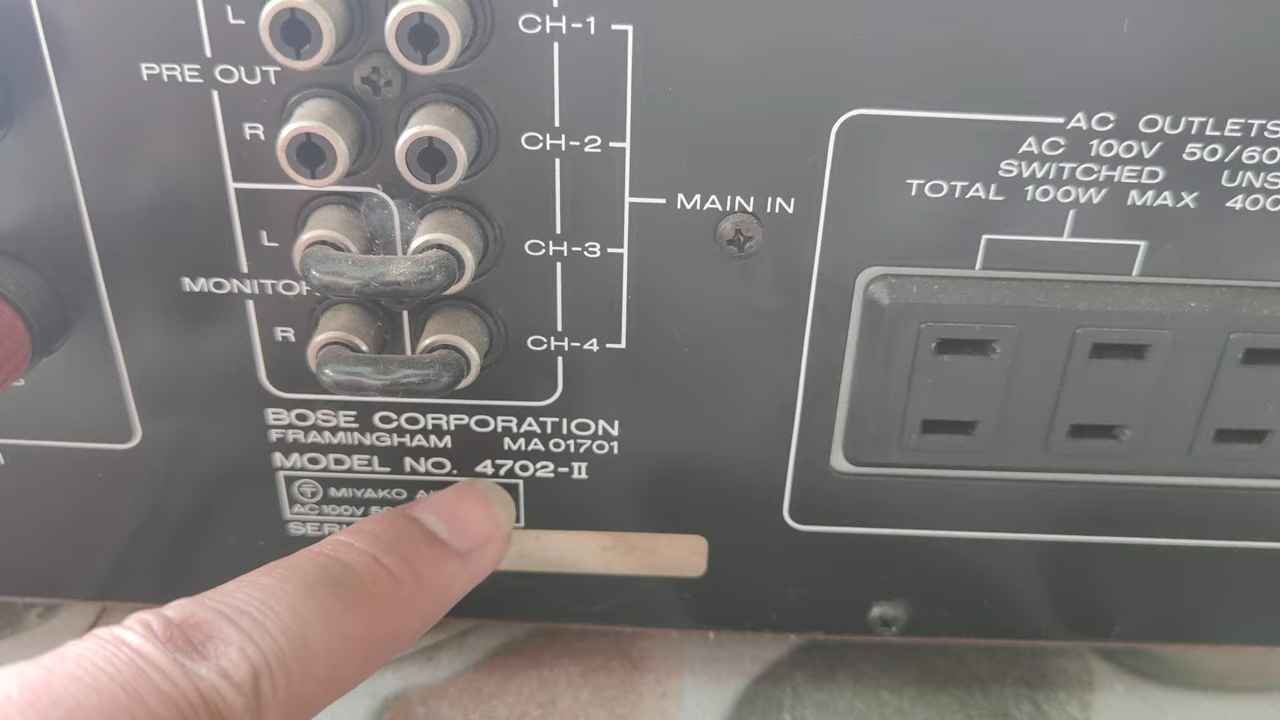 L
CH-1
PRE OUT
R
CH-2
MAIN IN
L
CH-3
MONITOR
R
CH-4
BOSE CORPORATION
FRAMINGHAM MA 01701
MODEL NO. 4702-II
MIYAKO
AC 100V
AC OUTLETS
AC 100V 50/60
SWITCHED
TOTAL 100W MAX